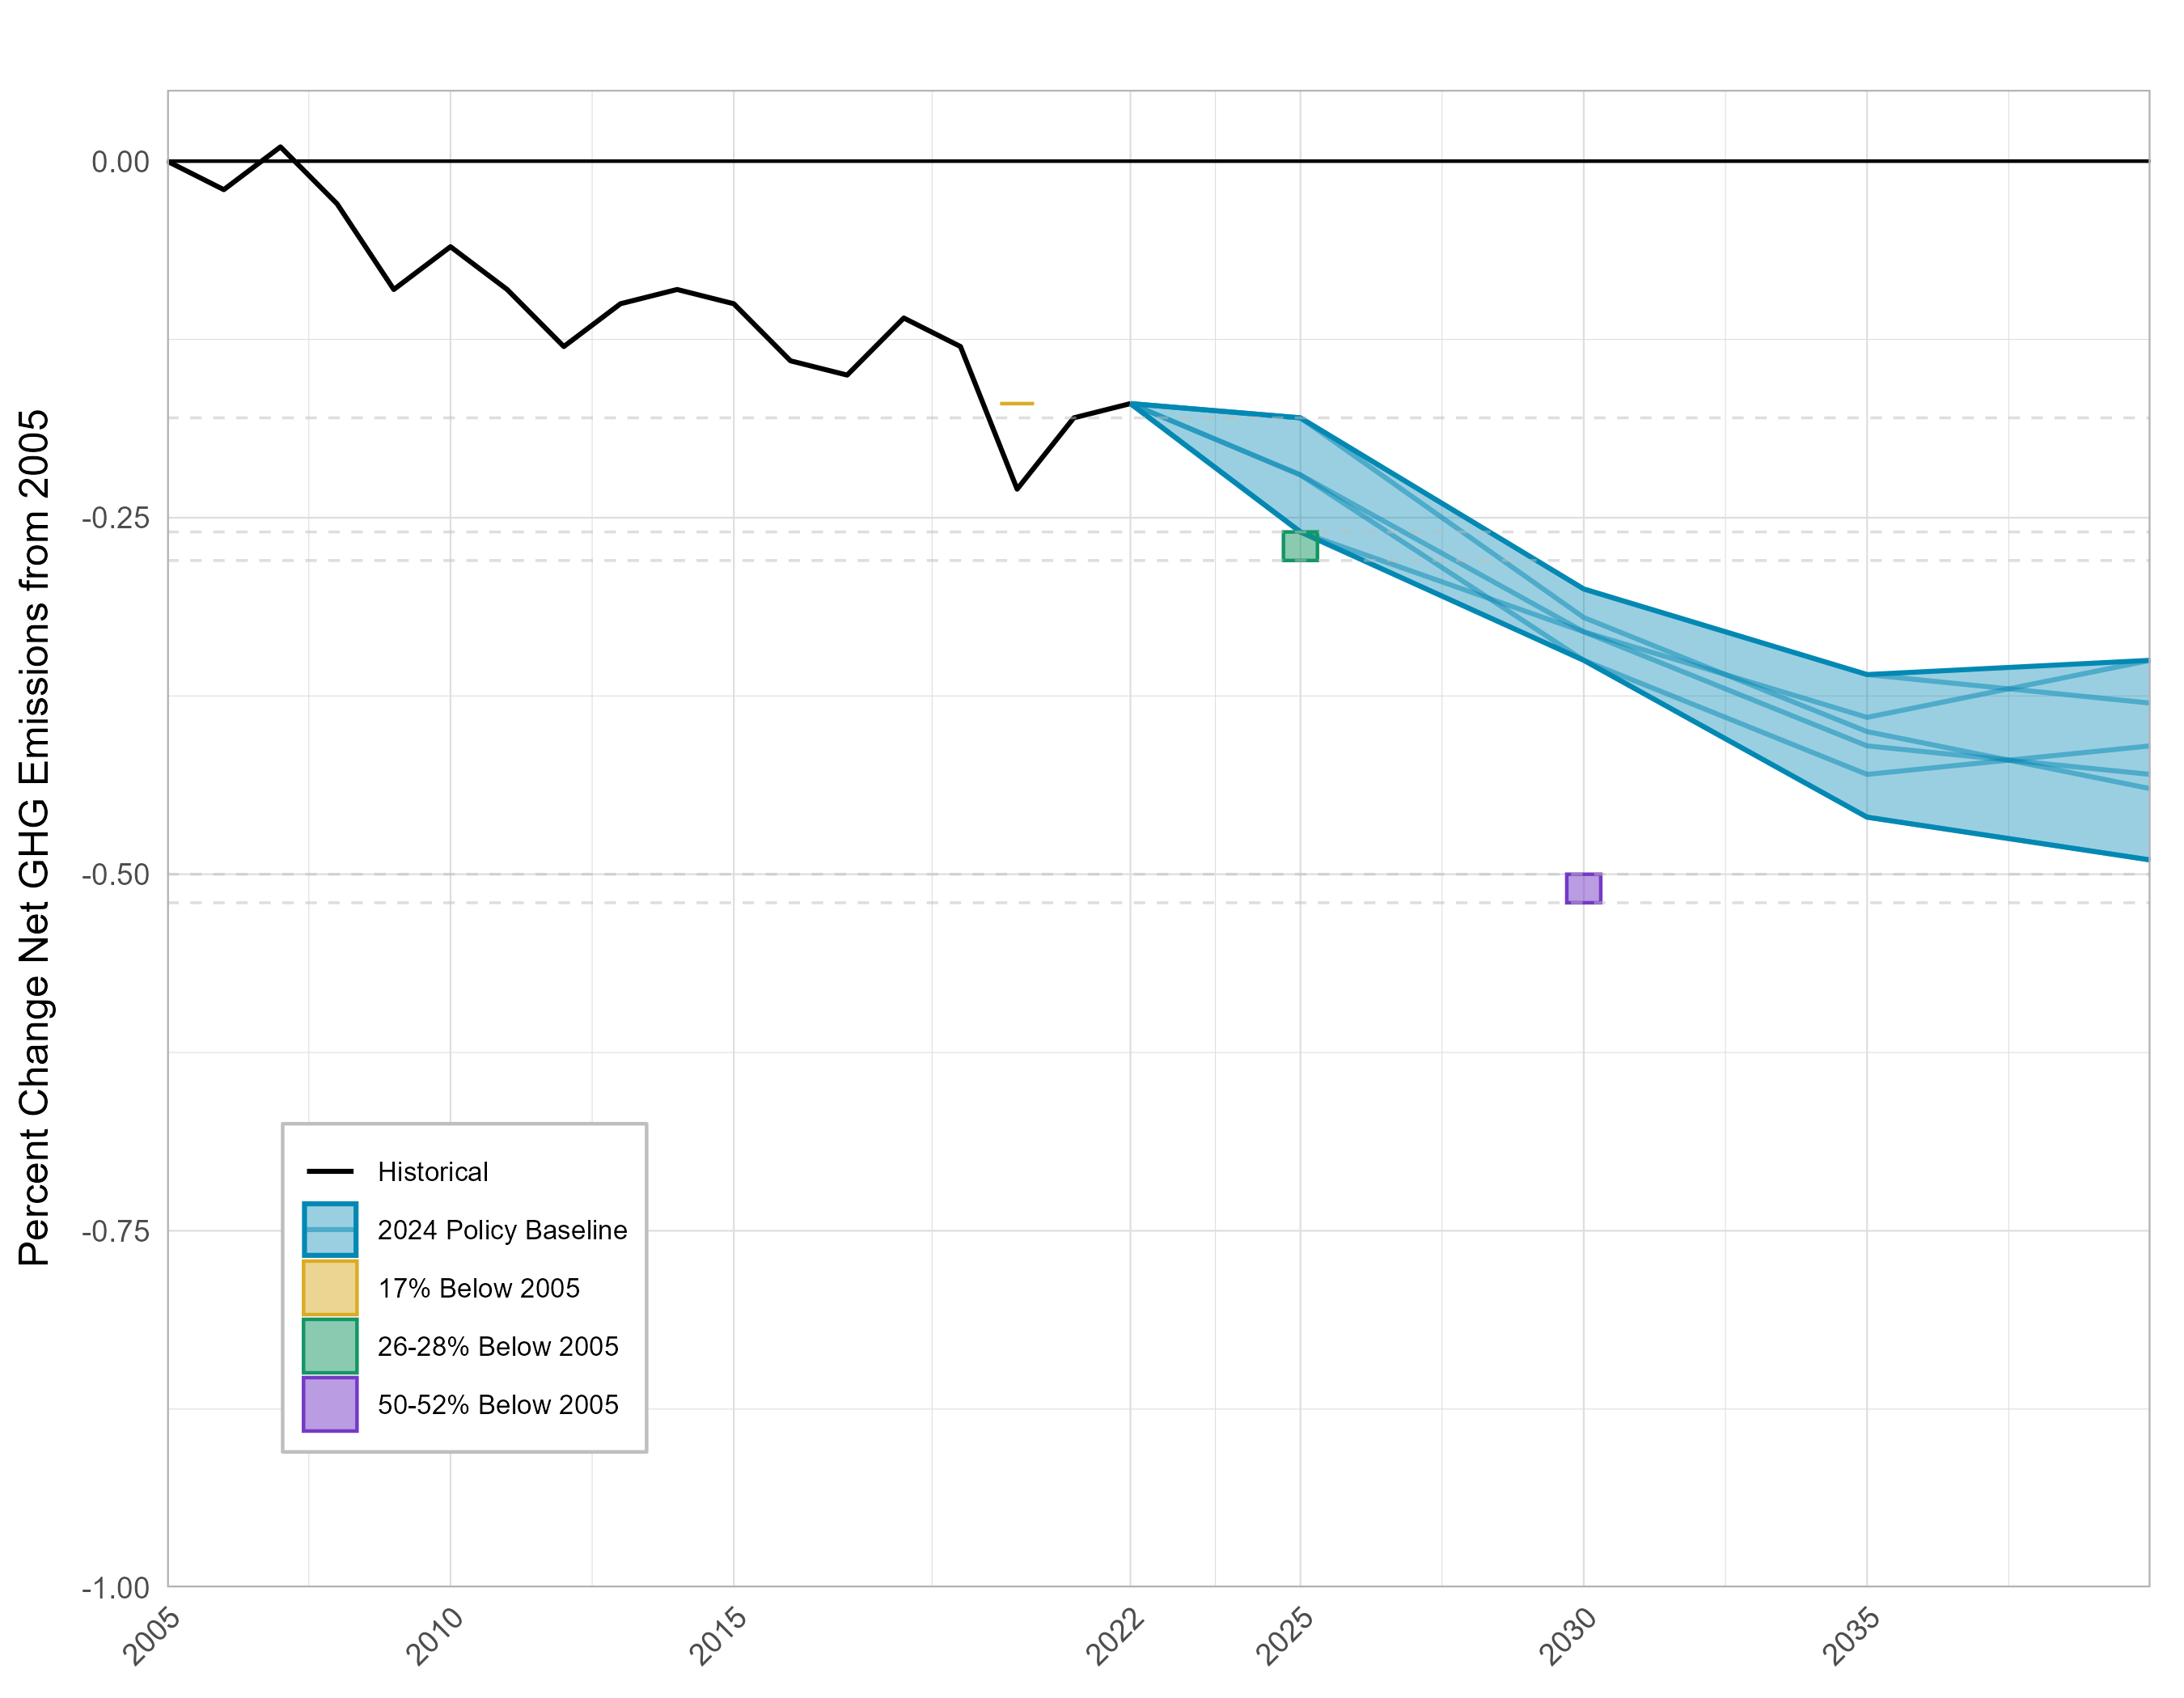 Percent Change Net GHG Emissions from 2005
0.00
-0.25
-0.50
-0.75
-1.00
Historical
2024 Policy Baseline
17% Below 2005
26-28% Below 2005
50-52% Below 2005
2005
2010
2015
2022
2025
2030
2035